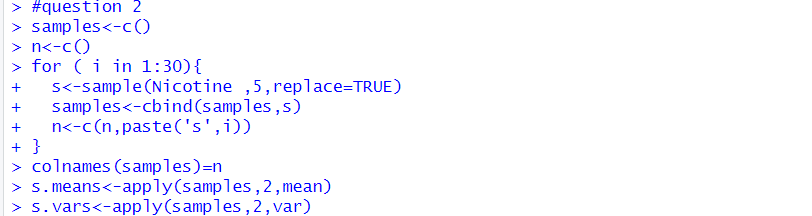 > #question 2
> samples<-c()
> n<-c()
> for ( i in 1:30){
+   s<-sample(Nicotine ,5,replace=TRUE)
+   samples<-cbind(samples,s)
+   n<-c(n,paste('s',i))
+ }
> colnames(samples)=n
> s.means<-apply(samples,2,mean)
> s.vars<-apply(samples,2,var)